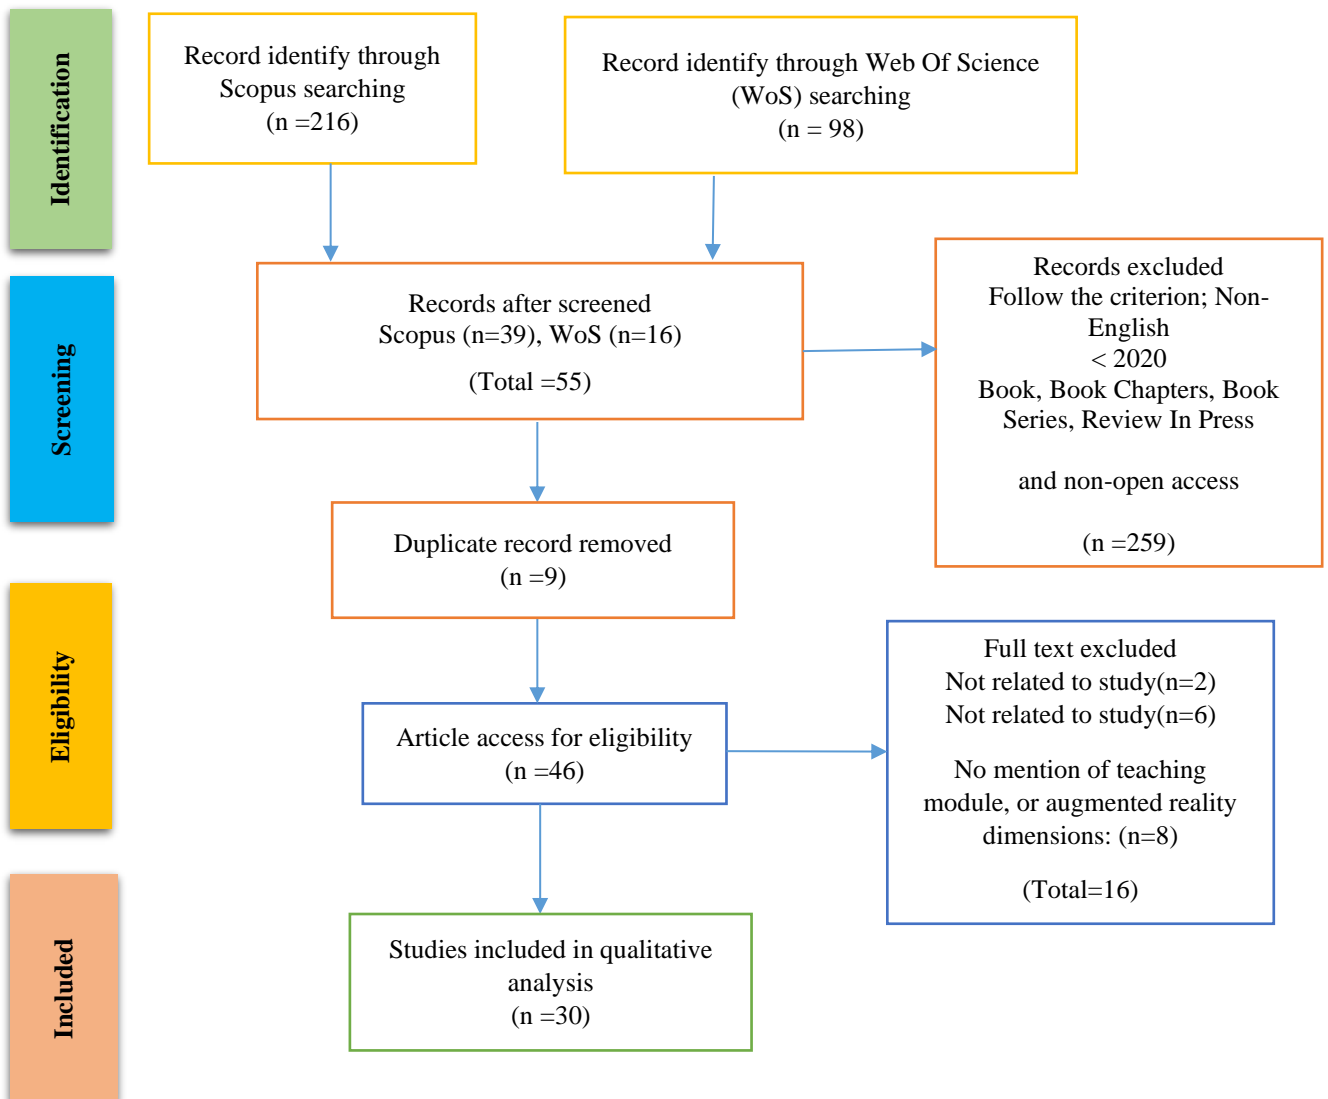 Identification
Record identify through
Scopus searching
(n =216)
Record identify through Web Of Science
(WoS) searching
(n = 98)
Screening
Records after screened
Scopus (n=39), WoS (n=16)
(Total =55)
Records excluded
Follow the criterion; Non-
English
< 2020
Book, Book Chapters, Book
Series, Review In Press
and non-open access
(n =259)
Duplicate record removed
(n =9)
Eligibility
Article access for eligibility
(n =46)
Full text excluded
Not related to study(n=2)
Not related to study(n=6)
No mention of teaching
module, or augmented reality
dimensions: (n=8)
(Total=16)
Included
Studies included in qualitative
analysis
(n =30)